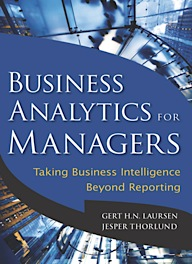 BUSINESS
ANALYTICS FOR
MANAGERS
Taking Business Intelligence
Beyond Reporting
GERT H.N. LAURSEN
JESPER THORLUND